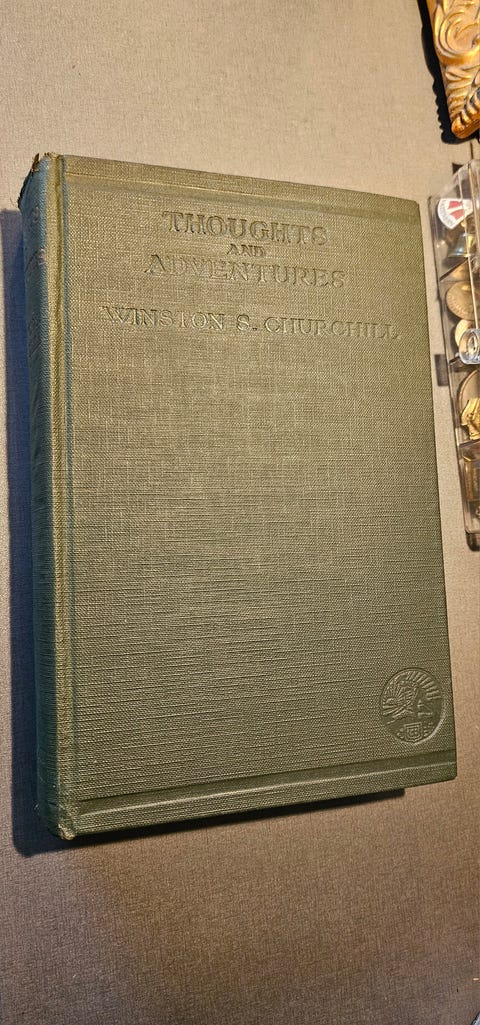 THOUGHTS
AND
ADVENTURES
WINSTON S. CHURCHILL